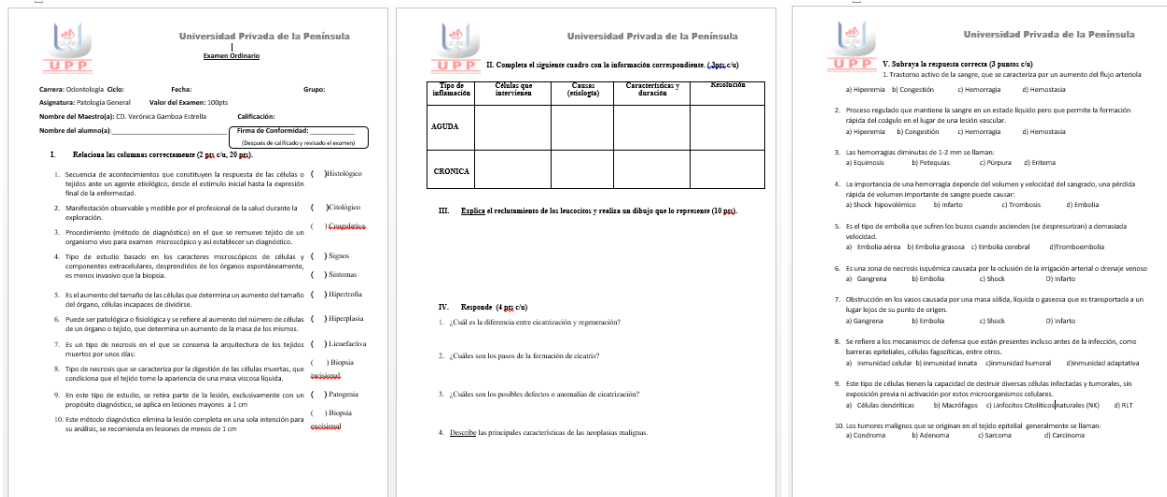 UPP
Universidad Privada de la Península
Examen Ordinario
Carrera: Odontología Ciclo: Fecha: Grupo:
Asignatura: Patología General Valor del Examen: 100pts
Nombre del Maestro(a): CD. Verónica Gamboa Estrella Calificación:
Nombre del alumno(a):
Firma de Conformidad:
(Después de calificado y revisado el examen)
I. Relaciona las columnas correctamente (2 pts c/u, 20 pts).
1. Secuencia de acontecimientos que constituyen la respuesta de las células o
tejidos ante un agente etiológico, desde el estímulo inicial hasta la expresión
final de la enfermedad.
2. Manifestación observable y medible por el profesional de la salud durante la
exploración.
3. Procedimiento (método de diagnóstico) en el que se remueve tejido de un
organismo vivo para examen microscópico y así establecer un diagnóstico.
4. Tipo de estudio basado en los caracteres microscópicos de células y
componentes extracelulares, desprendidos de los órganos espontáneamente,
es menos invasivo que la biopsia.
5. Es el aumento del tamaño de las células que determina un aumento del tamaño
del órgano, células incapaces de dividirse.
6. Puede ser patológica o fisiológica y se refiere al aumento del número de células
de un órgano o tejido, que determina un aumento de la masa de los mismos.
7. Es un tipo de necrosis en el que se conserva la arquitectura de los tejidos
muertos por unos días:
8. Tipo de necrosis que se caracteriza por la digestión de las células muertas, que
condiciona que el tejido tome la apariencia de una masa viscosa líquida.
9. En este tipo de estudio, se retira parte de la lesión, exclusivamente con un
propósito diagnóstico, se aplica en lesiones mayores a 1 cm
10. Este método diagnóstico elimina la lesión completa en una sola intención para
su análisis, se recomienda en lesiones de menos de 1 cm
( )Histológico
( )Citológico
( ) Coagulativa
( ) Signos
( ) Síntomas
( ) Hipertrofia
( ) Hiperplasia
( ) Licuefactiva
( ) Biopsia
incisional
( ) Patogenia
( ) Biopsia
excisional
UPP
Universidad Privada de la Península
II. Completa el siguiente cuadro con la información correspondiente. (.3pts c/u)
Tipo de inflamación Células que intervienen Causas (etiología) Características y duración Resolución
AGUDA
CRONICA
III. Explica el reclutamiento de los leucocitos y realiza un dibujo que lo represente (10 pts).
IV. Responde (4 pts c/u)
1. ¿Cuál es la diferencia entre cicatrización y regeneración?
2. ¿Cuáles son los pasos de la formación de cicatriz?
3. ¿Cuáles son los posibles defectos o anomalías de cicatrización?
4. Describe las principales características de las neoplasias malignas.
UPP
Universidad Privada de la Península
V. Subraya la respuesta correcta (3 puntos c/u)
1. Trastorno activo de la sangre, que se caracteriza por un aumento del flujo arteriola
a) Hiperemia b) Congestión c) Hemorragia d) Hemostasia
2. Proceso regulado que mantiene la sangre en un estado líquido pero que permite la formación
rápida del coágulo en el lugar de una lesión vascular.
a) Hiperemia b) Congestión c) Hemorragia d) Hemostasia
3. Las hemorragias diminutas de 1-2 mm se llaman:
a) Equimosis b) Petequias c) Púrpura d) Eritema
4. La importancia de una hemorragia depende del volumen y velocidad del sangrado, una pérdida
rápida de volumen importante de sangre puede causar:
a) Shock hipovolémico b) Infarto c) Trombosis d) Embolia
5. Es el tipo de embolia que sufren los buzos cuando ascienden (se despresurizan) a demasiada
velocidad.
a) Embolia aérea b) Embolia grasosa c) Embolia cerebral d)Tromboembolia
6. Es una zona de necrosis isquémica causada por la oclusión de la irrigación arterial o drenaje venoso
a) Gangrena b) Embolia c) Shock D) Infarto
7. Obstrucción en los vasos causada por una masa sólida, líquida o gaseosa que es transportada a un
lugar lejos de su punto de origen.
a) Gangrena b) Embolia c) Shock D) Infarto
8. Se refiere a los mecanismos de defensa que están presentes incluso antes de la infección, como
barreras epiteliales, células fagocíticas, entre otros.
a) inmunidad celular b) inmunidad innata c)inmunidad humoral d)inmunidad adaptativa
9. Este tipo de células tienen la capacidad de destruir diversas células infectadas y tumorales, sin
exposición previa ni activación por estos microorganismos celulares.
a) Células dendríticas b) Macrófagos c) Linfocitos Citolíticos naturales (NK) d) RLT
10. Los tumores malignos que se originan en el tejido epitelial generalmente se llaman:
a) Condroma b) Adenoma c) Sarcoma d) Carcinoma